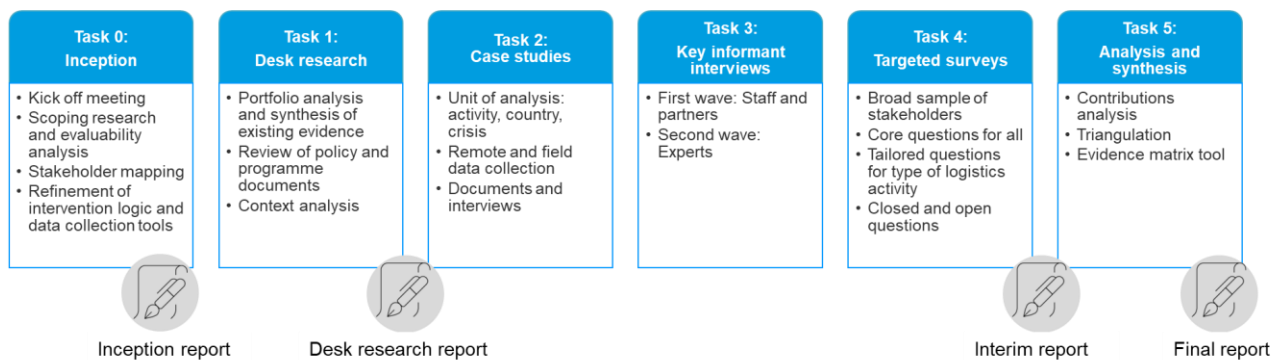 Task 0:
Inception
• Kick off meeting
• Scoping research
and evaluability
analysis
• Stakeholder mapping
• Refinement of
intervention logic and
data collection tools
Task 1:
Desk research
• Portfolio analysis
and synthesis of
existing evidence
• Review of policy and
programme
documents
• Context analysis
Task 2:
Case studies
• Unit of analysis:
activity, country,
crisis
• Remote and field
data collection
• Documents and
interviews
Task 3:
Key informant
interviews
• First wave: Staff and
partners
• Second wave:
Experts
Task 4:
Targeted surveys
• Broad sample of
stakeholders
• Core questions for all
• Tailored questions
for type of logistics
activity
• Closed and open
questions
Task 5:
Analysis and
synthesis
• Contributions
analysis
• Triangulation
• Evidence matrix tool
Inception report
Desk research report
Interim report
Final report